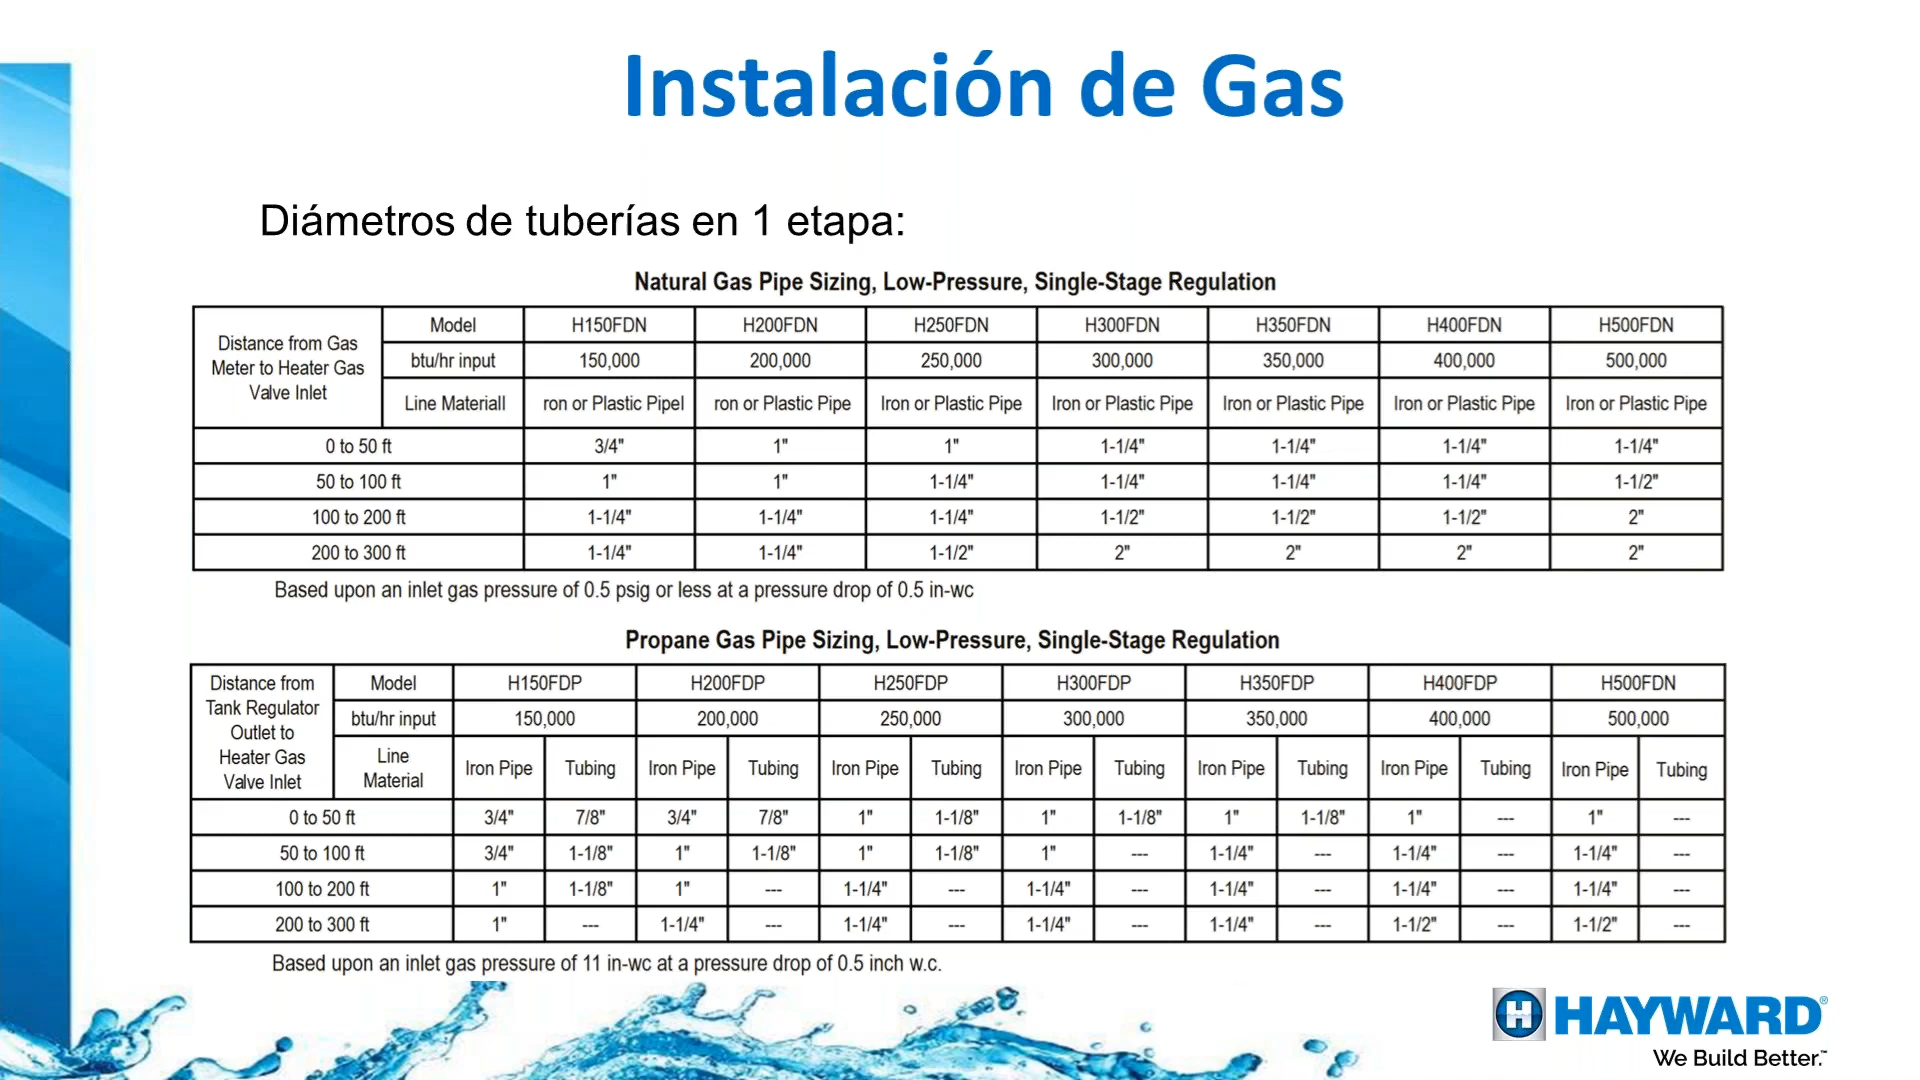 Instalación de Gas
Diámetros de tuberías en 1 etapa:
Natural Gas Pipe Sizing, Low-Pressure, Single-Stage Regulation
Distance from Gas Meter to Heater Gas Valve Inlet
Model H150FDN H200FDN H250FDN H300FDN H350FDN H400FDN H500FDN
btu/hr input 150,000 200,000 250,000 300,000 350,000 400,000 500,000
Line Materiall ron or Plastic Pipel ron or Plastic Pipe Iron or Plastic Pipe Iron or Plastic Pipe Iron or Plastic Pipe Iron or Plastic Pipe Iron or Plastic Pipe
0 to 50 ft 3/4" 1" 1" 1-1/4" 1-1/4" 1-1/4" 1-1/4"
50 to 100 ft 1" 1" 1-1/4" 1-1/4" 1-1/4" 1-1/4" 1-1/2"
100 to 200 ft 1-1/4" 1-1/4" 1-1/4" 1-1/2" 1-1/2" 1-1/2" 2"
200 to 300 ft 1-1/4" 1-1/4" 1-1/2" 2" 2" 2" 2"
Based upon an inlet gas pressure of 0.5 psig or less at a pressure drop of 0.5 in-wc
Propane Gas Pipe Sizing, Low-Pressure, Single-Stage Regulation
Distance from Tank Regulator Outlet to Heater Gas Valve Inlet
Model H150FDP H200FDP H250FDP H300FDP H350FDP H400FDP H500FDN
btu/hr input 150,000 200,000 250,000 300,000 350,000 400,000 500,000
Line Material Iron Pipe Tubing Iron Pipe Tubing Iron Pipe Tubing Iron Pipe Tubing Iron Pipe Tubing Iron Pipe Tubing Iron Pipe Tubing
0 to 50 ft 3/4" 7/8" 3/4" 7/8" 1" 1-1/8" 1" 1-1/8" 1" 1-1/8" 1" --- 1" ---
50 to 100 ft 3/4" 1-1/8" 1" 1-1/8" 1" 1-1/8" 1" --- 1-1/4" --- 1-1/4" --- 1-1/4" ---
100 to 200 ft 1" 1-1/8" 1" --- 1-1/4" --- 1-1/4" --- 1-1/4" --- 1-1/4" --- 1-1/4" ---
200 to 300 ft 1" --- 1-1/4" --- 1-1/4" --- 1-1/4" --- 1-1/4" --- 1-1/2" --- 1-1/2" ---
Based upon an inlet gas pressure of 11 in-wc at a pressure drop of 0.5 inch w.c.
H HAYWARD®
We Build Better.™